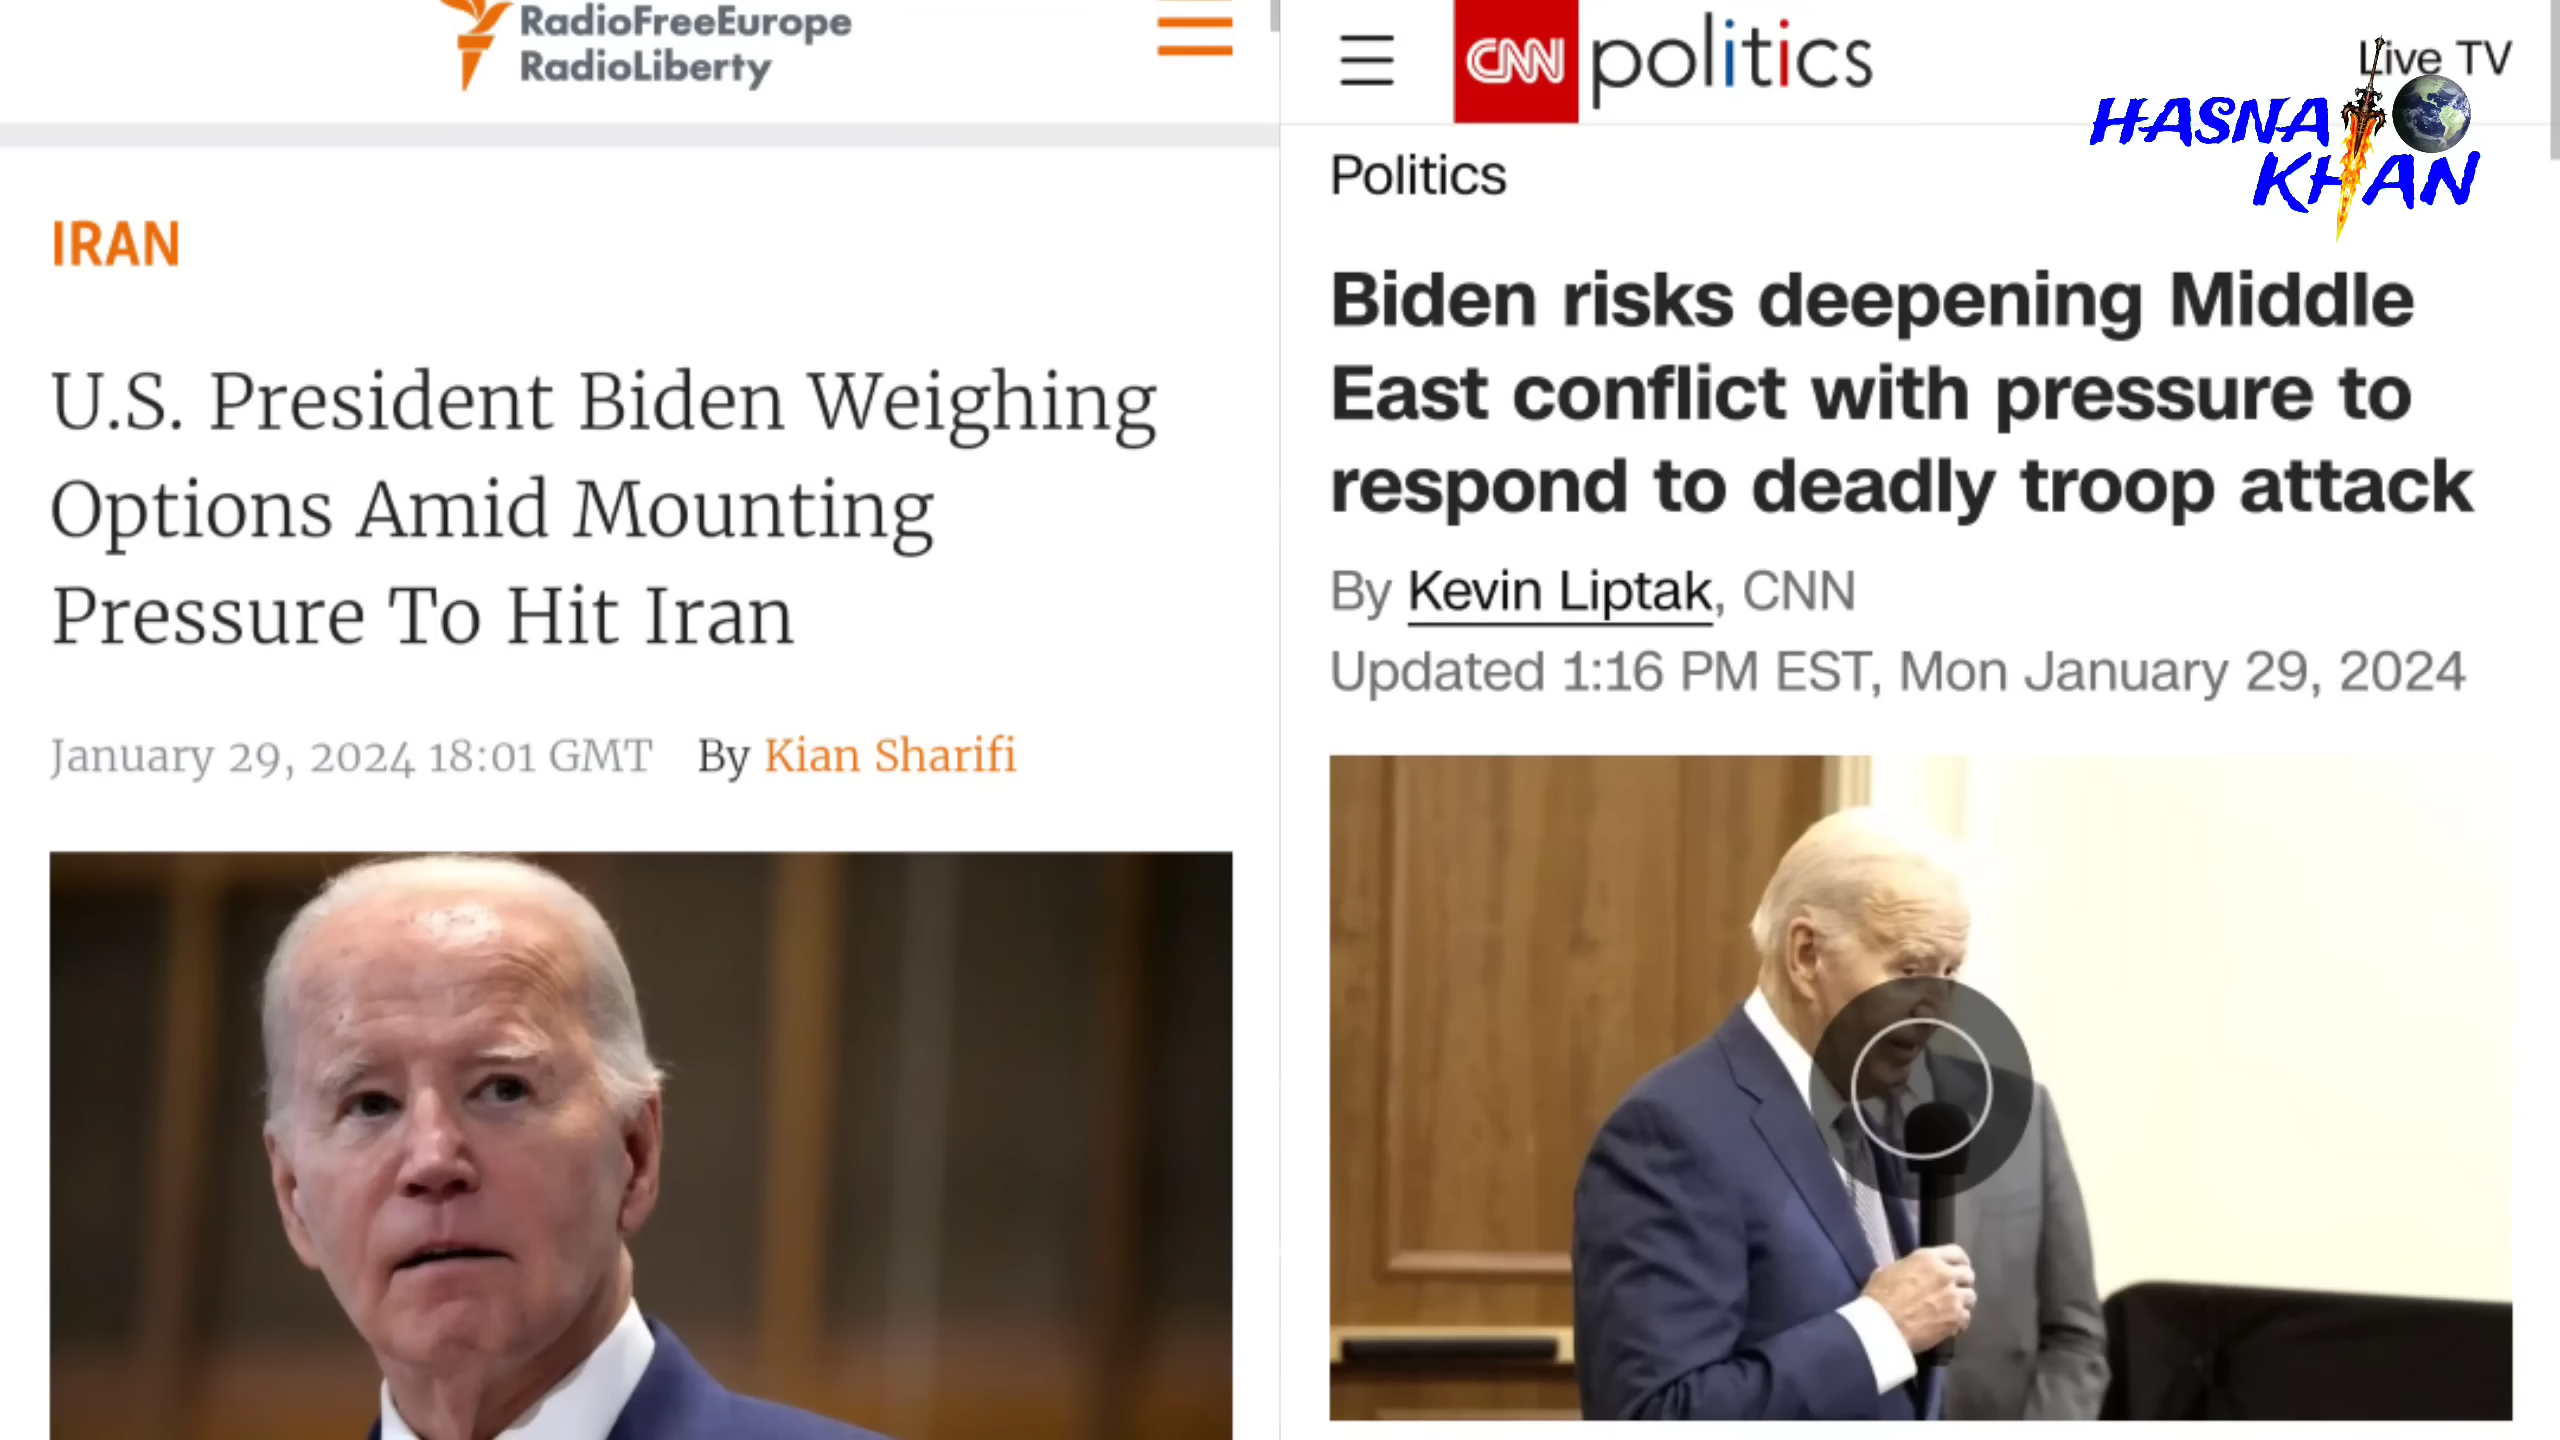 RadioFreeEurope
RadioLiberty
IRAN
U.S. President Biden Weighing
Options Amid Mounting
Pressure To Hit Iran
January 29, 2024 18:01 GMT By Kian Sharifi
CNN politics
Live TV
HASNAT
KHAN
Politics
Biden risks deepening Middle
East conflict with pressure to
respond to deadly troop attack
By Kevin Liptak, CNN
Updated 1:16 PM EST, Mon January 29, 2024